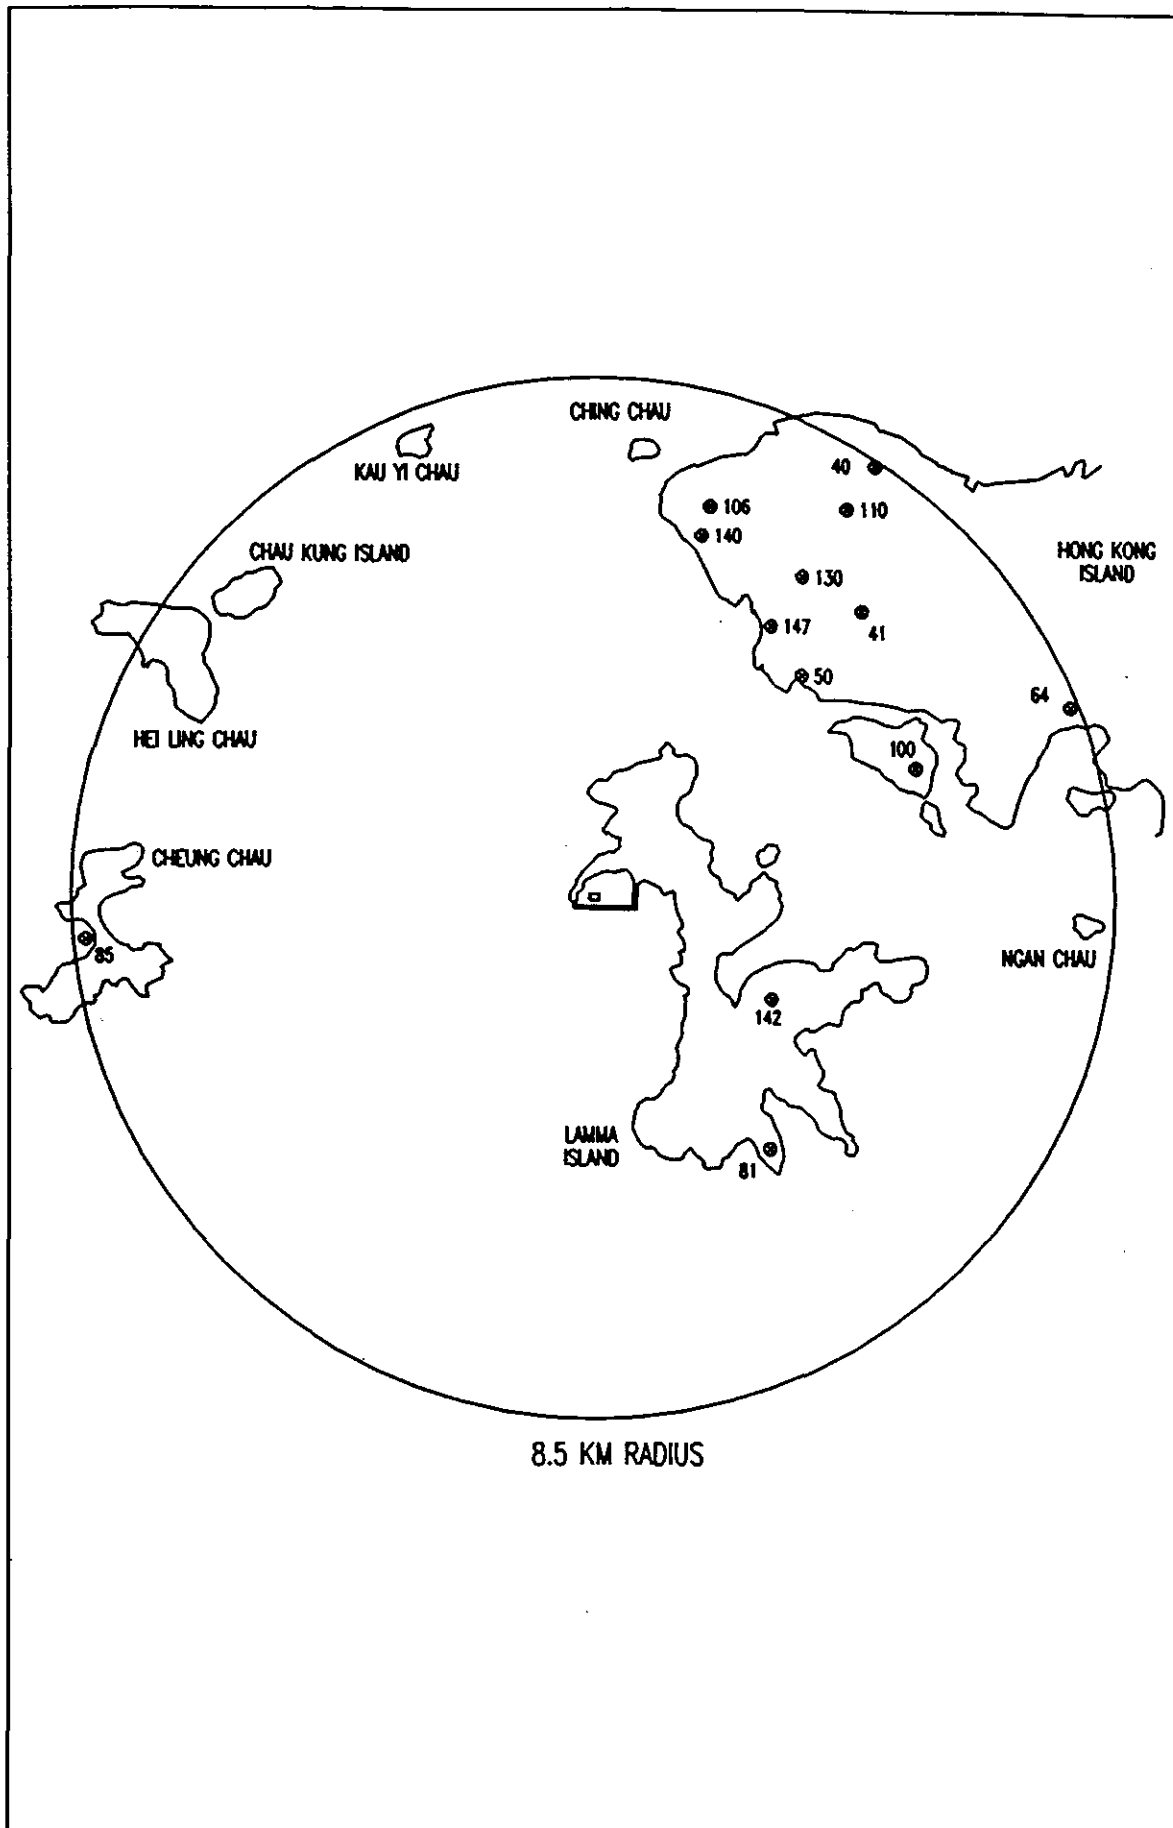 CHING CHAU
KAU YI CHAU
40
106
110
140
CHAU KUNG ISLAND
HONG KONG
ISLAND
130
147
41
50
64
HEI LING CHAU
100
CHEUNG CHAU
85
NGAN CHAU
142
LAMMA
ISLAND
81
8.5 KM RADIUS